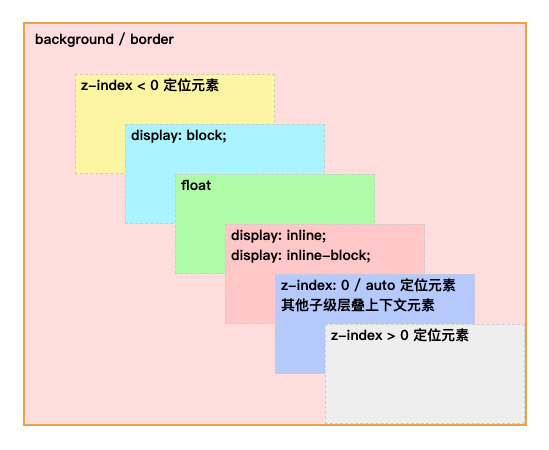 background / border
z-index < 0 定位元素
display: block;
float
display: inline;
display: inline-block;
z-index: 0 / auto 定位元素
其他子级层叠上下文元素
z-index > 0 定位元素